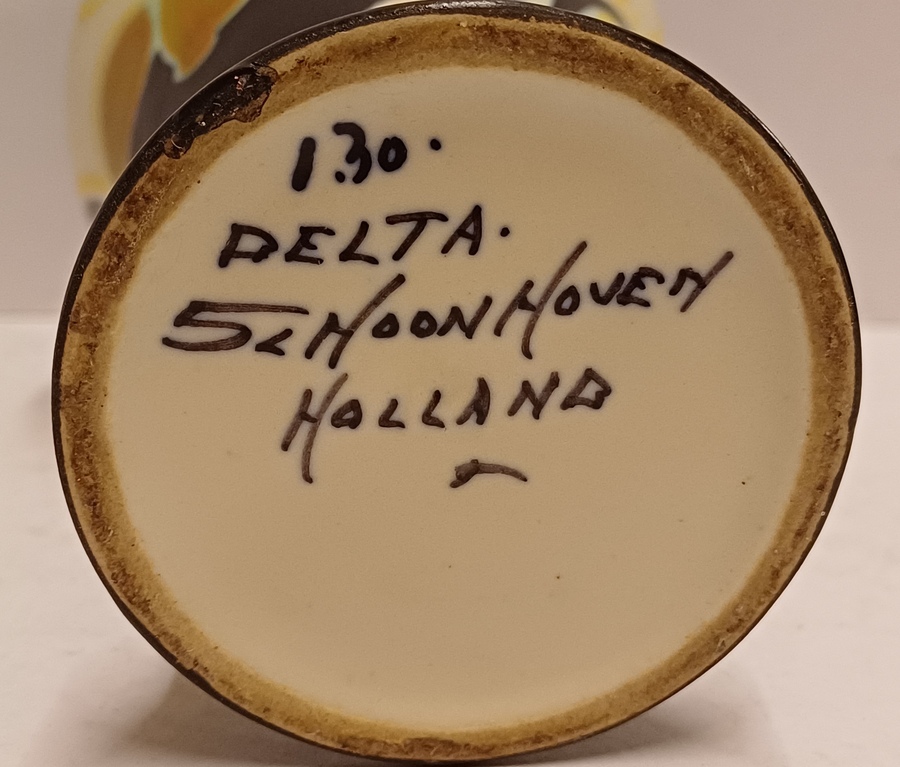 130.
DELTA.
SCHOONHOVEN
HOLLAND